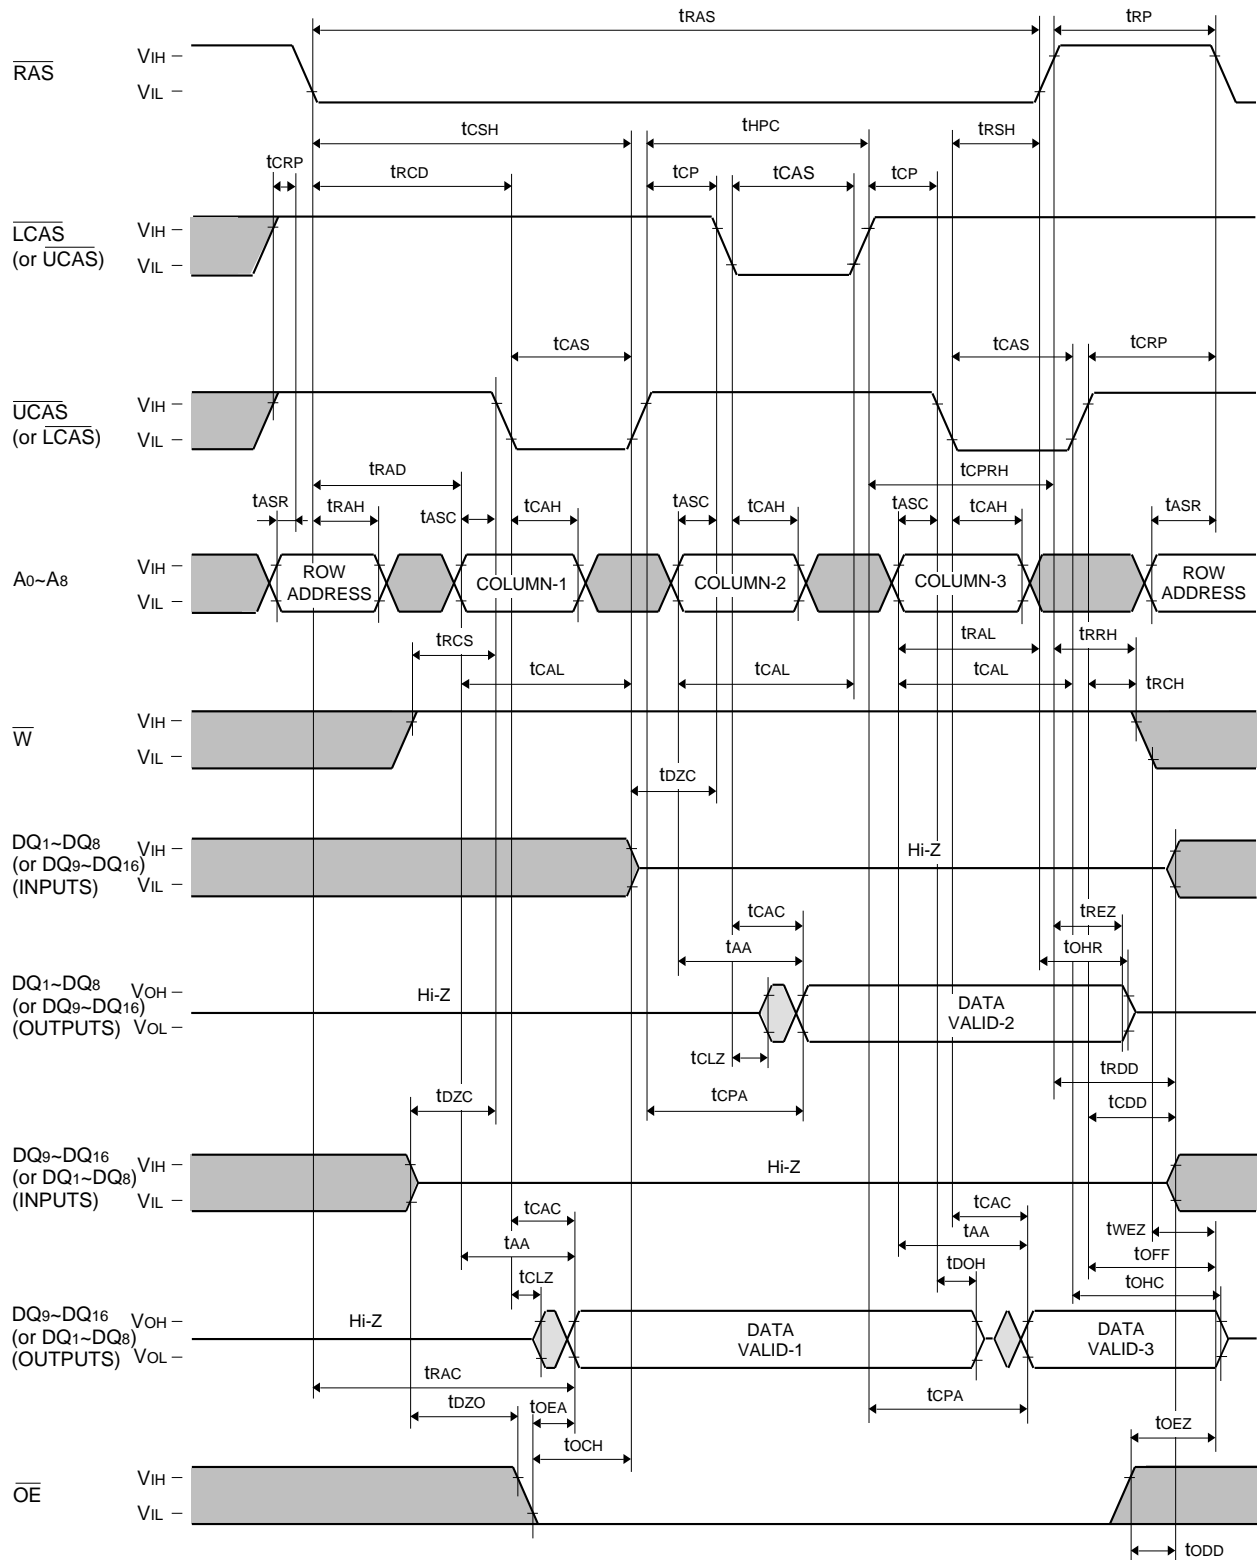 tRAS tRP
RAS VIH
VIL
tCSH tHPC tRSH
tCRP tRCD tCP tCAS tCP
LCAS VIH
(or UCAS) VIL
tCAS tCAS tCRP
UCAS VIH
(or LCAS) VIL
tRAD tCPRH
tASR tRAH tASC tCAH tASC tCAH tASC tCAH tASR
A0~A8 VIH
VIL
ROW
ADDRESS
COLUMN-1
COLUMN-2
COLUMN-3
ROW
ADDRESS
tRCS tRAL tRRH
tCAL tCAL tCAL tRCH
W VIH
VIL
tDZC
DQ1~DQ8
(or DQ9~DQ16)
(INPUTS)
VIH
VIL
Hi-Z
tCAC tREZ
tAA tOHR
DQ1~DQ8
(or DQ9~DQ16)
(OUTPUTS)
VOH
VOL
Hi-Z
DATA
VALID-2
tCLZ tRDD
tDZC tCPA tCDD
DQ9~DQ16
(or DQ1~DQ8)
(INPUTS)
VIH
VIL
Hi-Z
tCAC tCAC tWEZ
tAA tAA tOFF
tCLZ tDOH tOHC
DQ9~DQ16
(or DQ1~DQ8)
(OUTPUTS)
VOH
VOL
Hi-Z
DATA
VALID-1
DATA
VALID-3
tRAC
tDZO tOEA tCPA
tOCH tOEZ
OE VIH
VIL
tODD